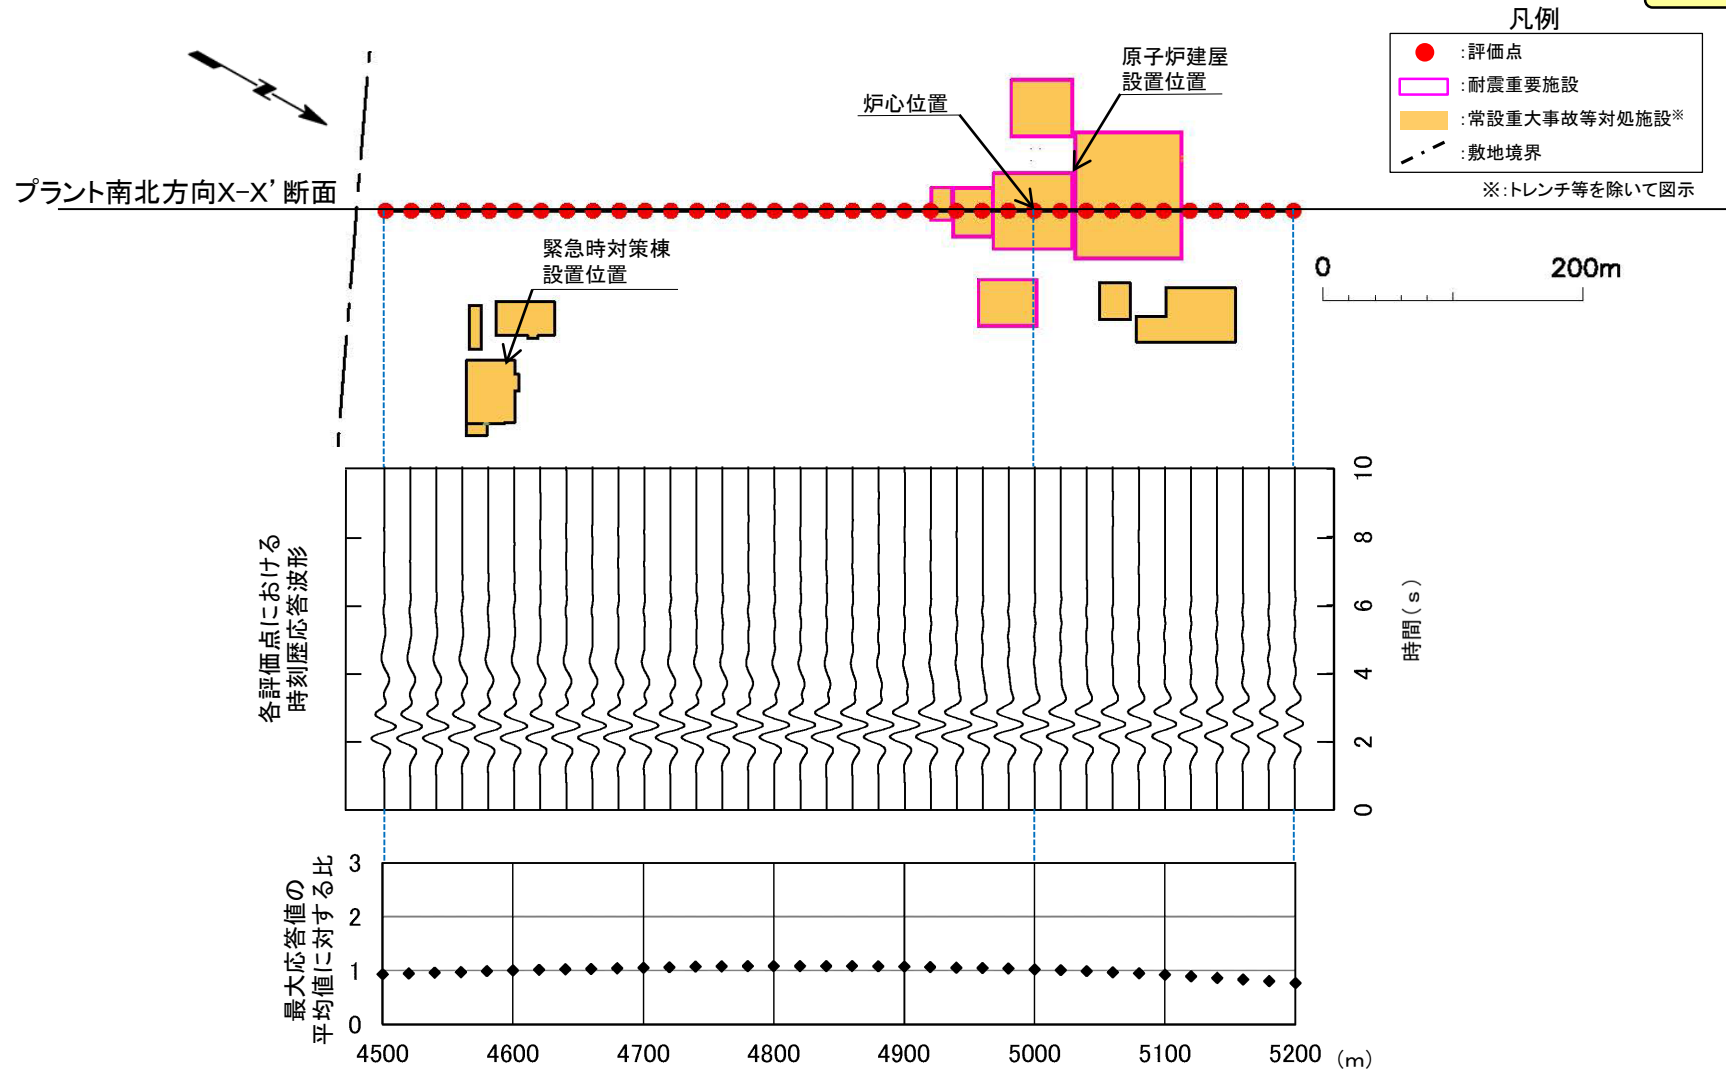 凡例
:評価点
:耐震重要施設
:常設重大事故等対処施設※
:敷地境界
※:トレンチ等を除いて図示
原子炉建屋
設置位置
炉心位置
プラント南北方向X-X’断面
緊急時対策棟
設置位置
0 200m
各評価点における
時刻歴応答波形
10
8
6
4
2
0
時間(s)
最大応答値の
平均値に対する比
3
2
1
0
4500 4600 4700 4800 4900 5000 5100 5200 (m)